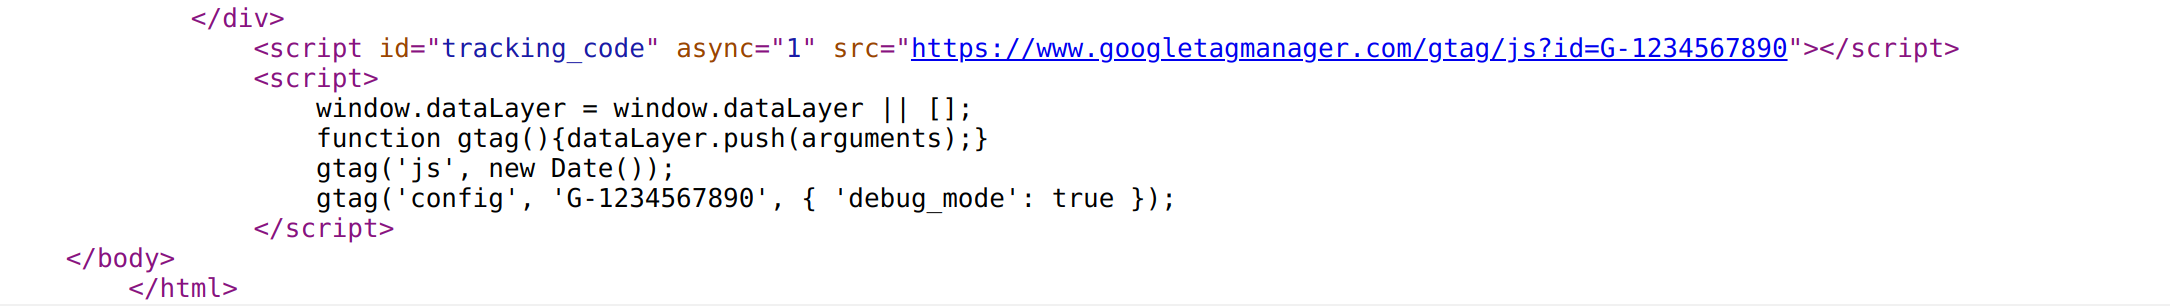 </div>
<script id="tracking_code" async="1" src="https://www.googletagmanager.com/gtag/js?id=G-1234567890"></script>
<script>
window.dataLayer = window.dataLayer || [];
function gtag(){dataLayer.push(arguments);}
gtag('js', new Date());
gtag('config', 'G-1234567890', { 'debug_mode': true });
</script>
</body>
</html>